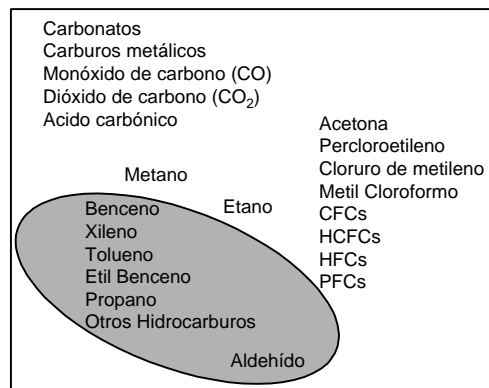 Carbonatos
Carburos metálicos
Monóxido de carbono (CO)
Dióxido de carbono (CO₂)
Acido carbónico
Acetona
Percloroetileno
Cloruro de metileno
Metil Cloroformo
CFCs
HCFCs
HFCs
PFCs
Metano
Etano
Benceno
Xileno
Tolueno
Etil Benceno
Propano
Otros Hidrocarburos
Aldehído